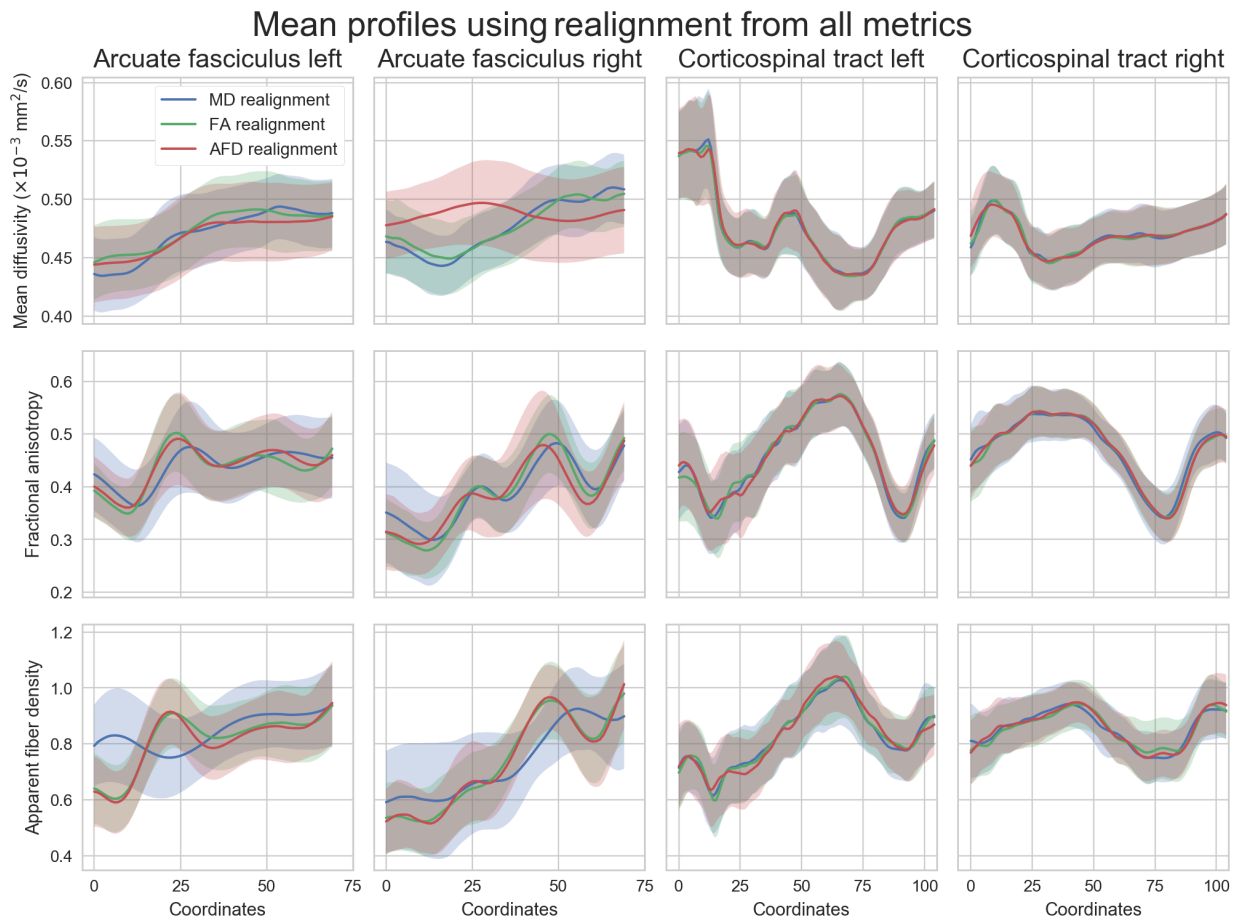 Mean profiles using realignment from all metrics
Arcuate fasciculus left Arcuate fasciculus right Corticospinal tract left Corticospinal tract right
Mean diffusivity (×10⁻³ mm²/s)
0.60
0.55
0.50
0.45
0.40
MD realignment
FA realignment
AFD realignment
Fractional anisotropy
0.6
0.5
0.4
0.3
0.2
Apparent fiber density
1.2
1.0
0.8
0.6
0.4
0 25 50 75 0 25 50 75 0 25 50 75 100 0 25 50 75 100
Coordinates Coordinates Coordinates Coordinates